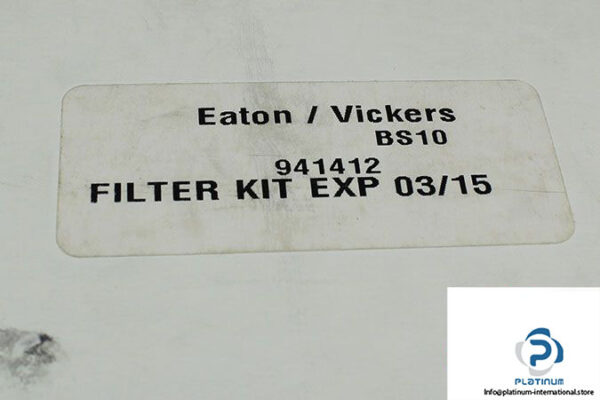 Eaton / Vickers
BS10
941412
FILTER KIT EXP 03/15
PLATINUM
Info@platinum-international.store